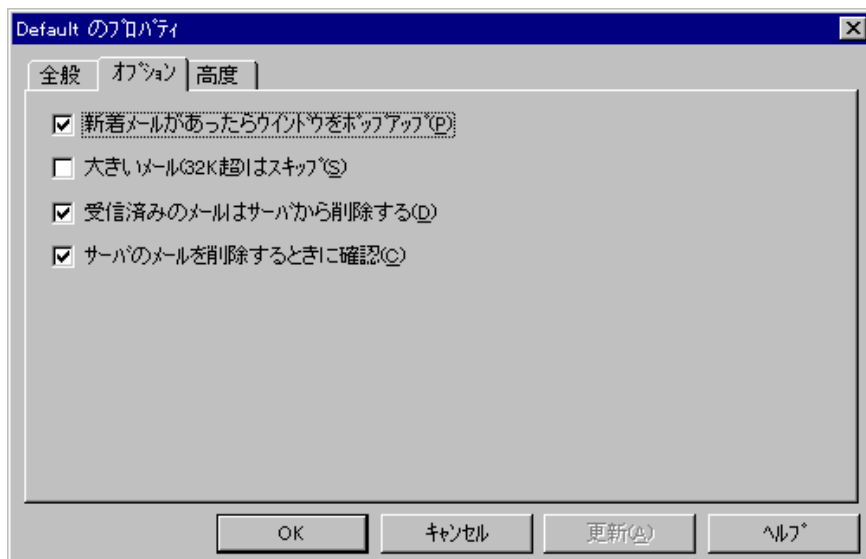 Default のﾌﾟﾛﾊﾟﾃｨ
全般 ｵﾌﾟｼｮﾝ 高度
新着ﾒｰﾙがあったらｳｲﾝﾄﾞｳをﾎﾟｯﾌﾟｱｯﾌﾟ(P)
大きいﾒｰﾙ(32K超)はｽｷｯﾌﾟ(S)
受信済みのﾒｰﾙはｻｰﾊﾞから削除する(D)
ｻｰﾊﾞのﾒｰﾙを削除するときに確認(C)
OK ｷｬﾝｾﾙ 更新(A) ﾍﾙﾌﾟ